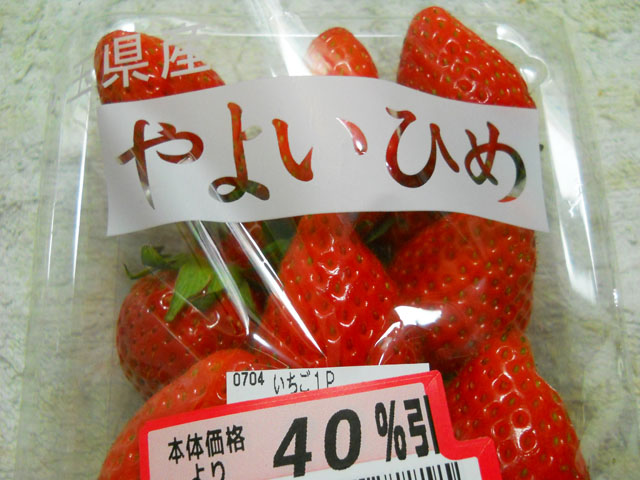 県産
やよいひめ
0704 いちご1P
本体価格
より
40%引